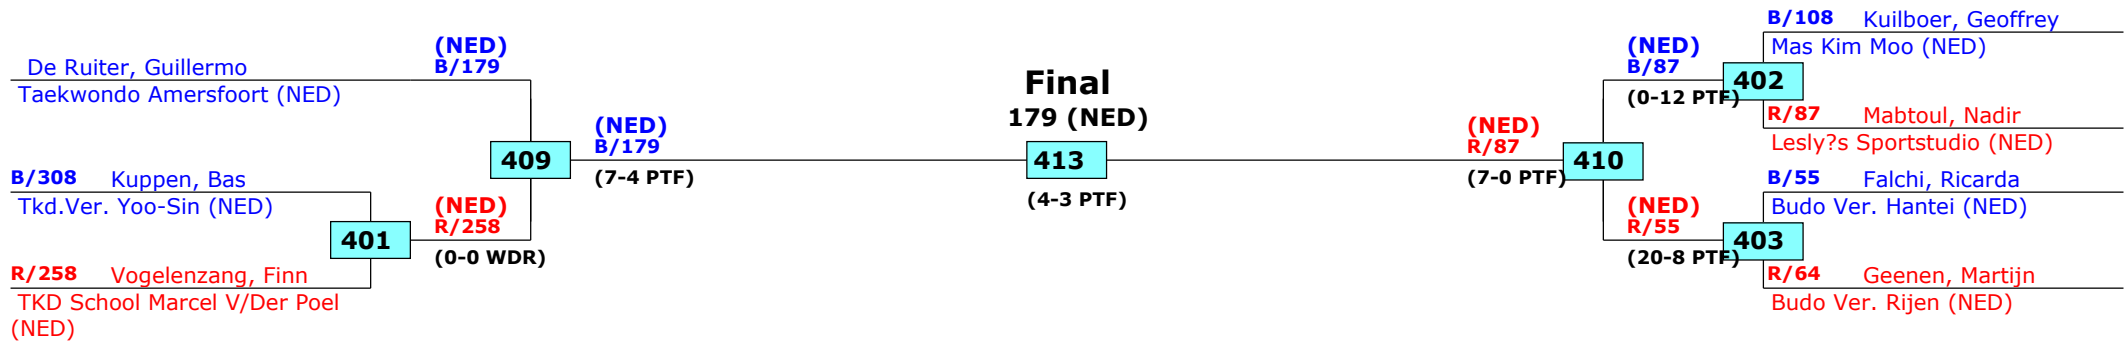 De Ruiter, Guillermo
Taekwondo Amersfoort (NED)
(NED)
B/179
B/308 Kuppen, Bas
Tkd.Ver. Yoo-Sin (NED)
401
R/258 Vogelenzang, Finn
TKD School Marcel V/Der Poel
(NED)
(NED)
R/258
(0-0 WDR)
409
(NED)
B/179
(7-4 PTF)
Final
179 (NED)
413
(4-3 PTF)
(NED)
R/87
(7-0 PTF)
410
(NED)
B/87
(0-12 PTF)
402
B/108 Kuilboer, Geoffrey
Mas Kim Moo (NED)
R/87 Mabtoul, Nadir
Lesly?s Sportstudio (NED)
(NED)
R/55
(20-8 PTF)
403
B/55 Falchi, Ricarda
Budo Ver. Hantei (NED)
R/64 Geenen, Martijn
Budo Ver. Rijen (NED)